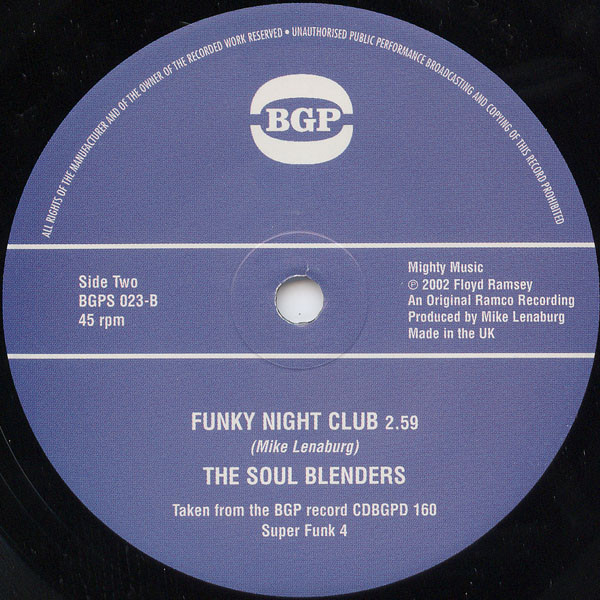 ALL RIGHTS OF THE MANUFACTURER AND OF THE OWNER OF THE RECORDED WORK RESERVED • UNAUTHORISED PUBLIC PERFORMANCE BROADCASTING AND COPYING OF THIS RECORD PROHIBITED
BGP
Side Two
BGPS 023-B
45 rpm
Mighty Music
℗ 2002 Floyd Ramsey
An Original Ramco Recording
Produced by Mike Lenaburg
Made in the UK
FUNKY NIGHT CLUB 2.59
(Mike Lenaburg)
THE SOUL BLENDERS
Taken from the BGP record CDBGPD 160
Super Funk 4